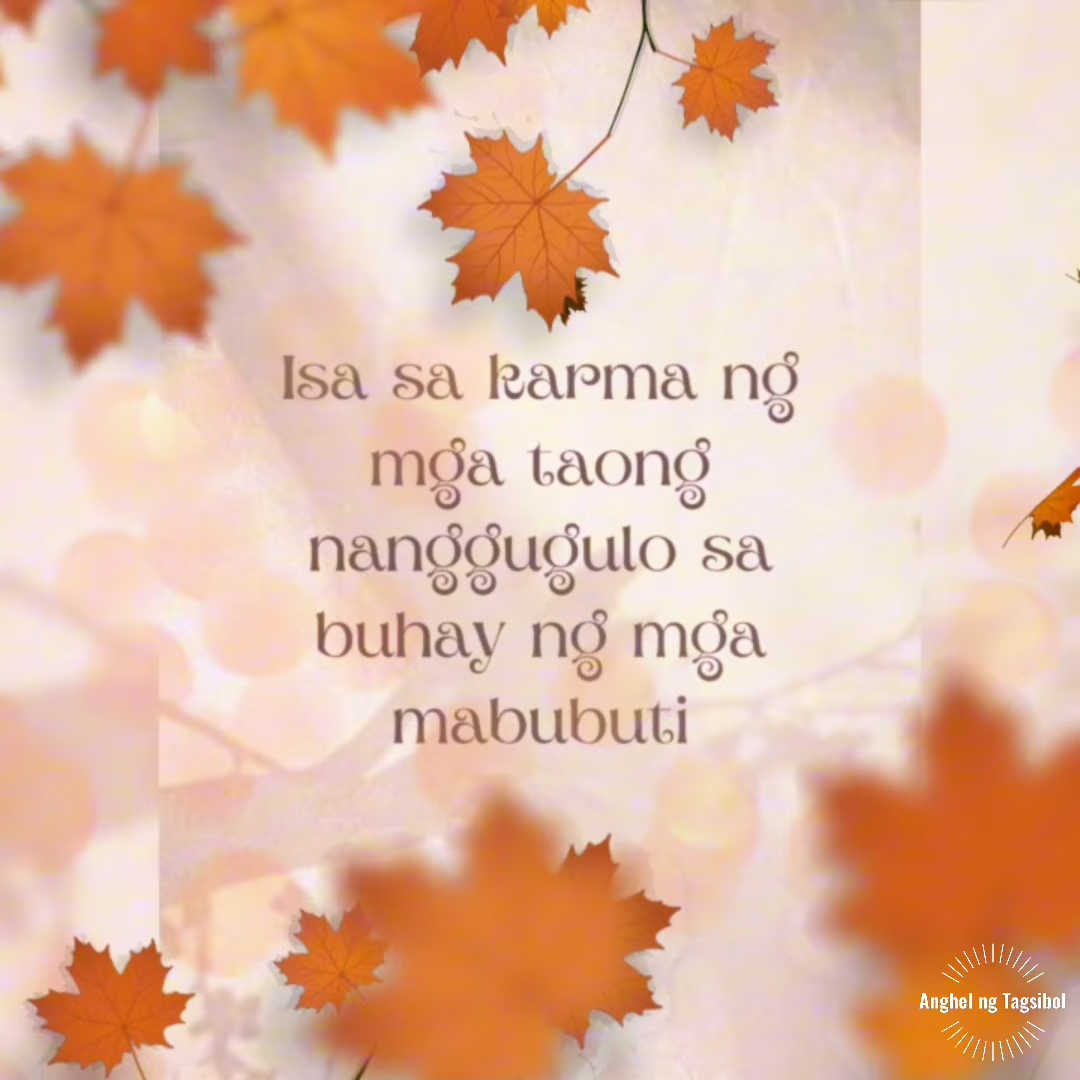 Isa sa karma ng
mga taong
nanggugulo sa
buhay ng mga
mabubuti
Anghel ng Tagsibol